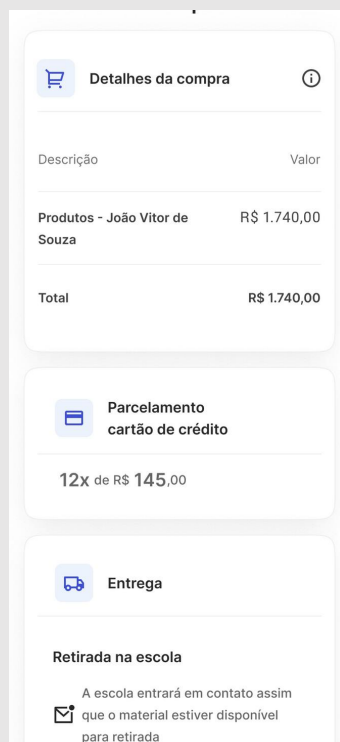 Detalhes da compra
Descrição Valor
Produtos - João Vitor de R$ 1.740,00
Souza
Total R$ 1.740,00
Parcelamento
cartão de crédito
12x de R$ 145,00
Entrega
Retirada na escola
A escola entrará em contato assim
que o material estiver disponível
para retirada